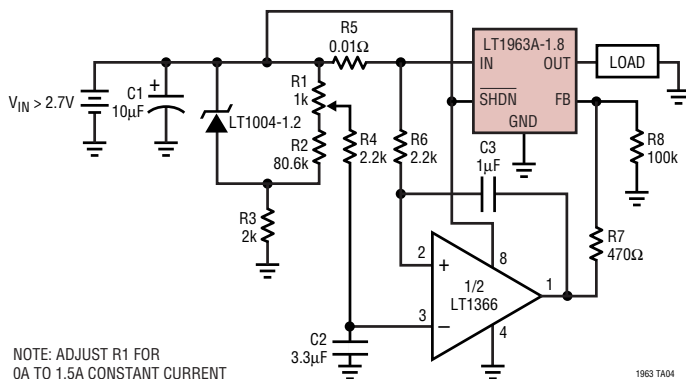 R5
0.01Ω
LT1963A-1.8
IN
OUT
LOAD
R1
1k
VIN > 2.7V
C1
+
10µF
LT1004-1.2
SHDN
FB
GND
R2
80.6k
R4
2.2k
R6
2.2k
C3
1µF
R8
100k
R3
2k
R7
470Ω
2
+
8
1/2
LT1366
1
3
–
4
C2
3.3µF
NOTE: ADJUST R1 FOR
0A TO 1.5A CONSTANT CURRENT
1963 TA04